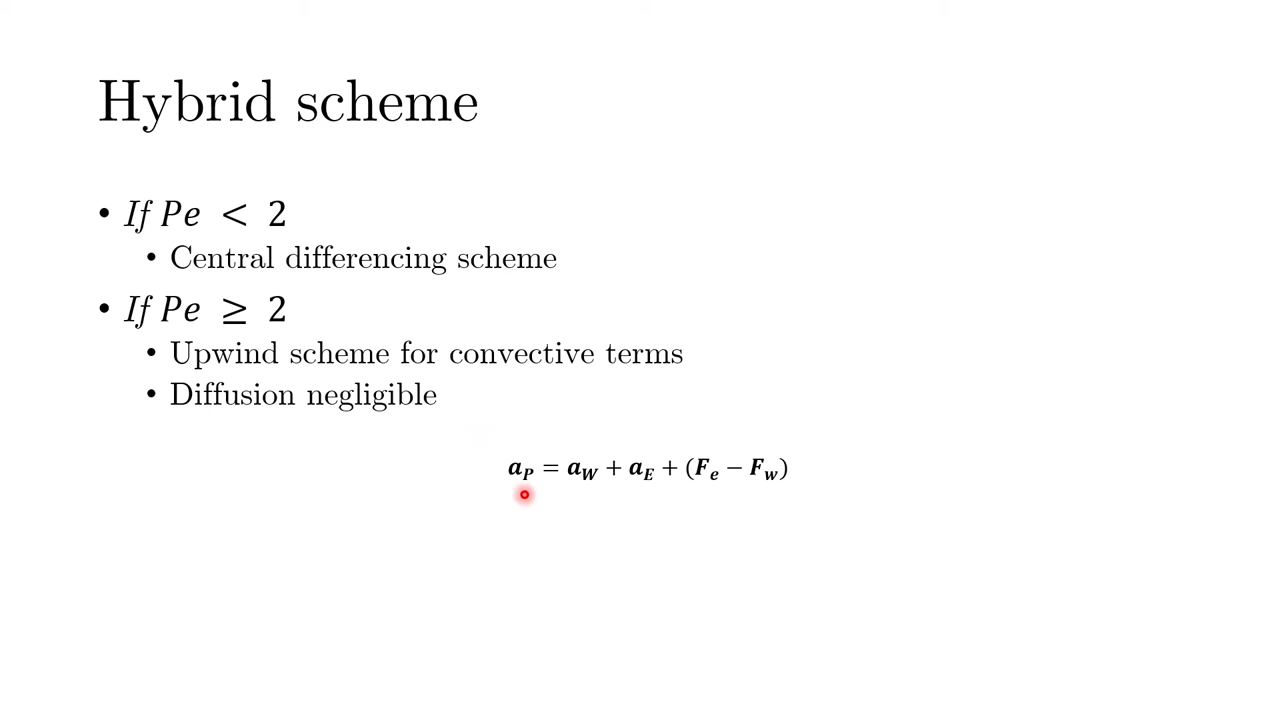 Hybrid scheme
• If Pe < 2
• Central differencing scheme
• If Pe ≥ 2
• Upwind scheme for convective terms
• Diffusion negligible
a_P = a_W + a_E + (F_e − F_w)